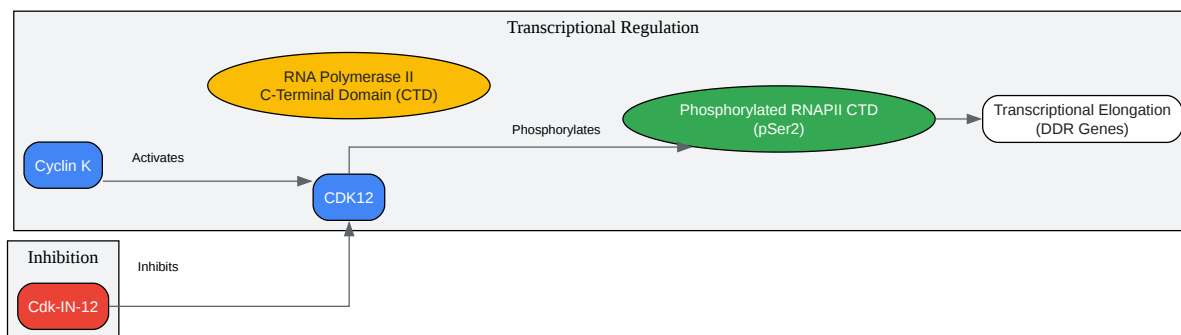 Transcriptional Regulation
RNA Polymerase II
C-Terminal Domain (CTD)
Phosphorylated RNAPII CTD
(pSer2)
Transcriptional Elongation
(DDR Genes)
Phosphorylates
Cyclin K
Activates
CDK12
Inhibition
Inhibits
Cdk-IN-12